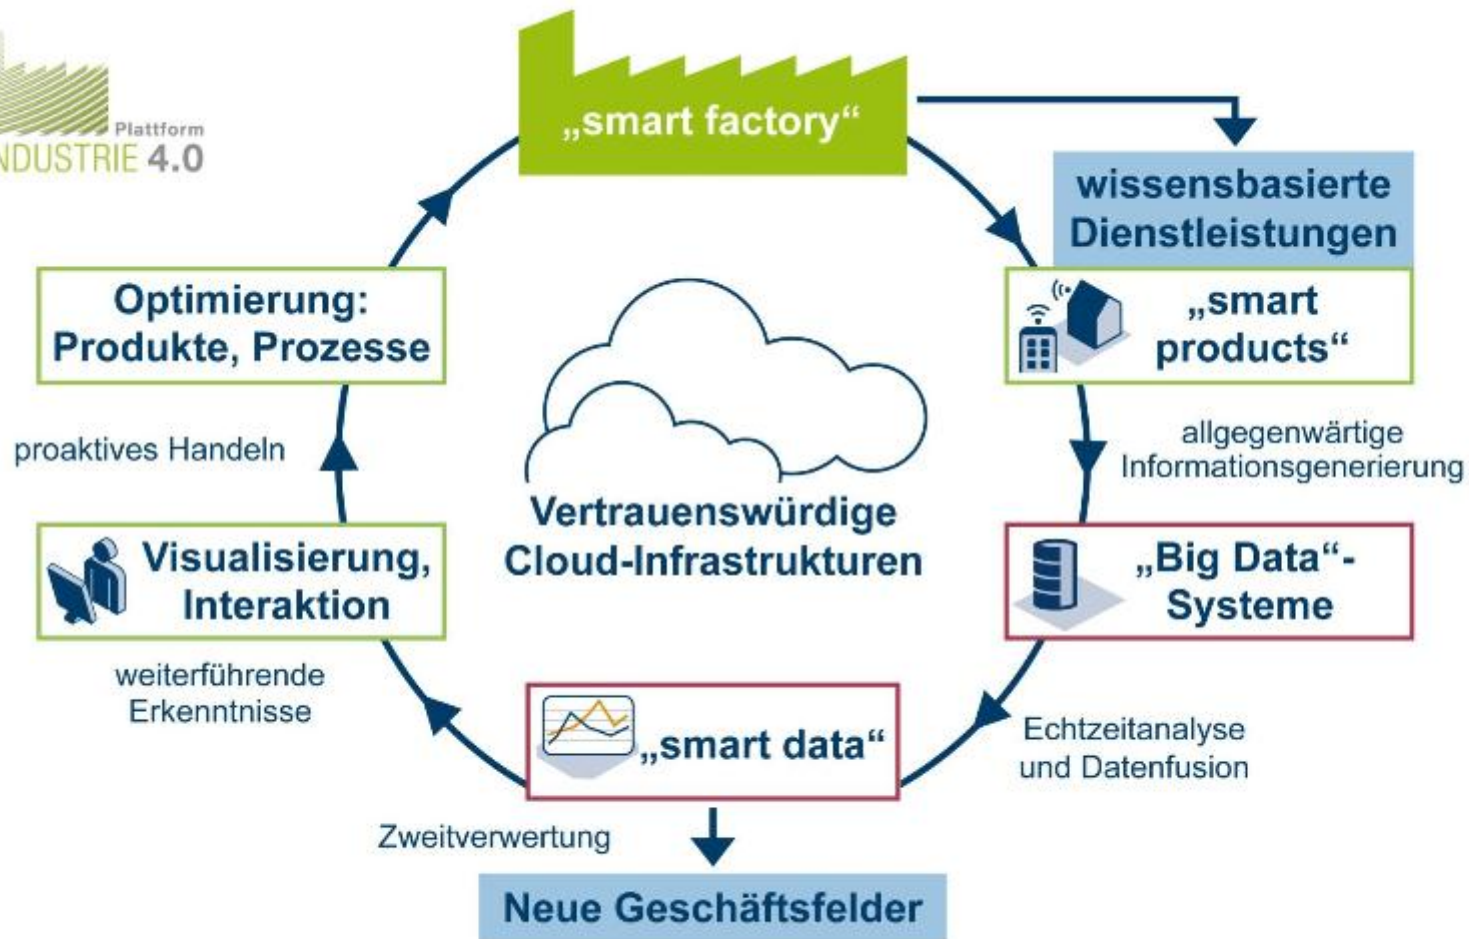 „smart factory“
Plattform
INDUSTRIE 4.0
wissensbasierte
Dienstleistungen
„smart
products“
Optimierung:
Produkte, Prozesse
allgegenwärtige
Informationsgenerierung
proaktives Handeln
Vertrauenswürdige
Cloud-Infrastrukturen
„Big Data“-
Systeme
Visualisierung,
Interaktion
weiterführende
Erkenntnisse
Echtzeitanalyse
und Datenfusion
„smart data“
Zweitverwertung
Neue Geschäftsfelder